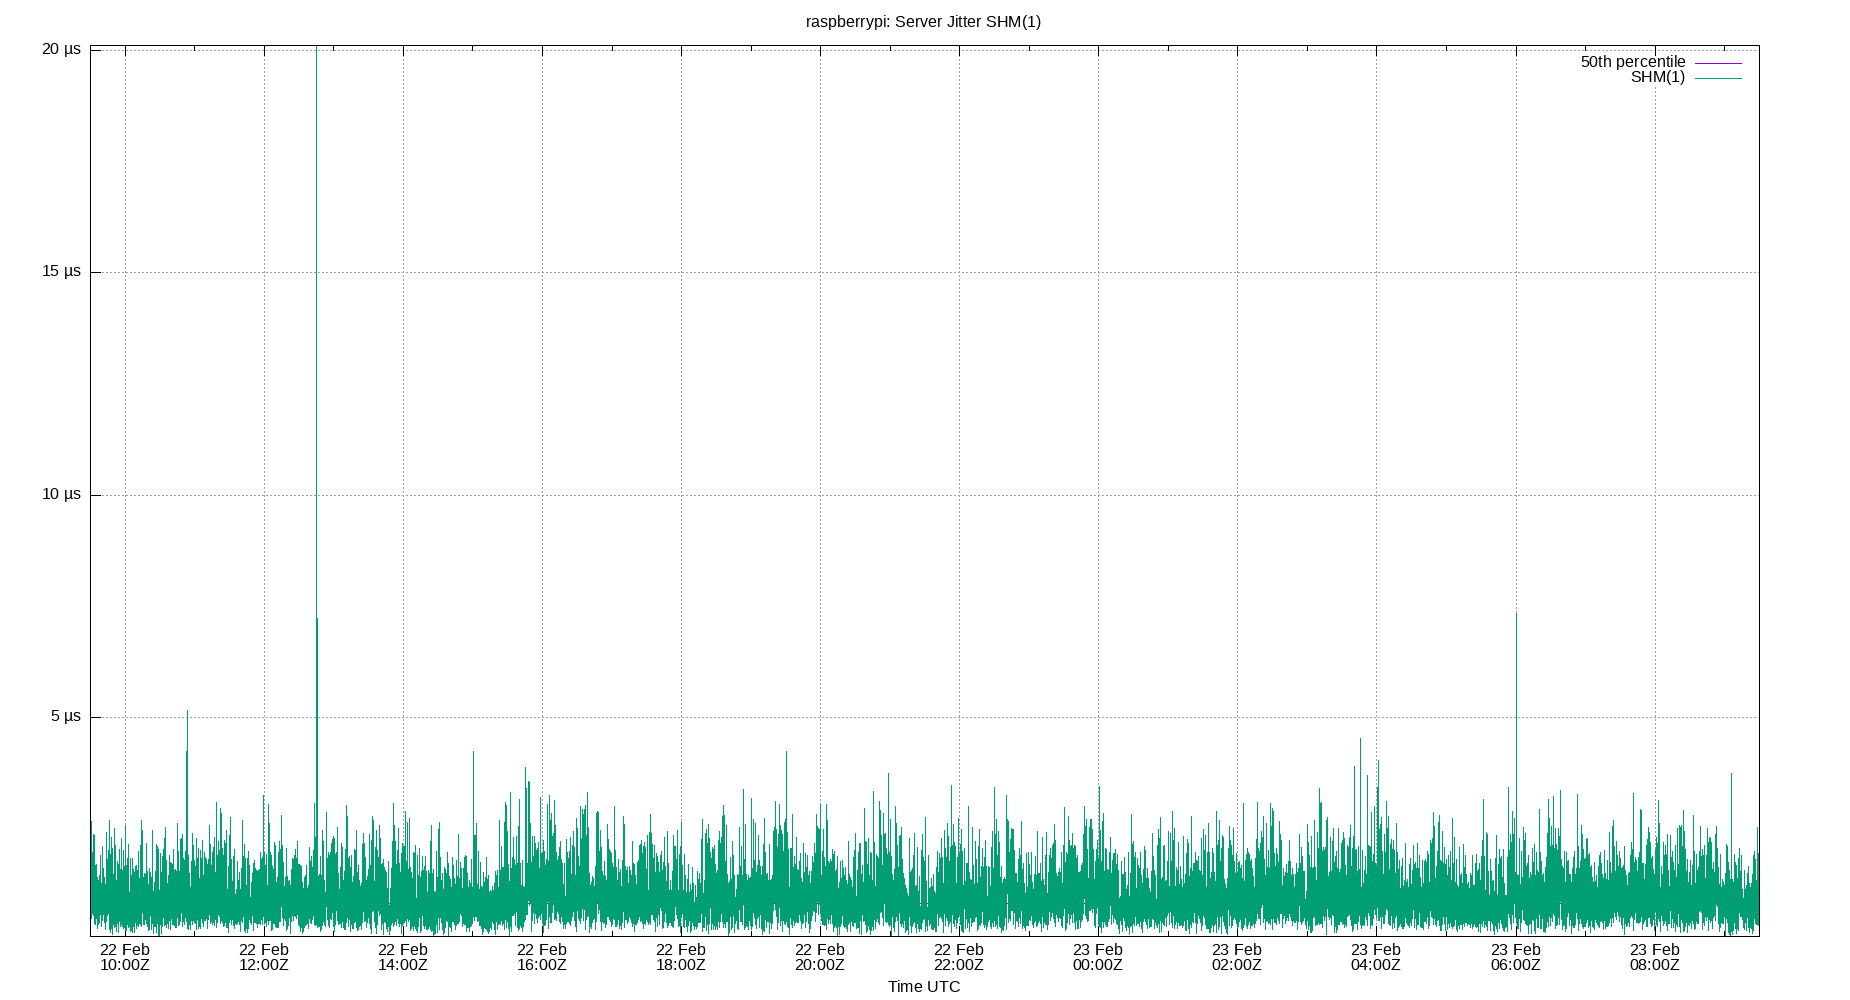 raspberrypi: Server Jitter SHM(1)
20 µs
50th percentile
SHM(1)
15 µs
10 µs
5 µs
22 Feb 22 Feb 22 Feb 22 Feb 22 Feb 22 Feb 22 Feb 23 Feb 23 Feb 23 Feb 23 Feb 23 Feb
10:00Z 12:00Z 14:00Z 16:00Z 18:00Z 20:00Z 22:00Z 00:00Z 02:00Z 04:00Z 06:00Z 08:00Z
Time UTC